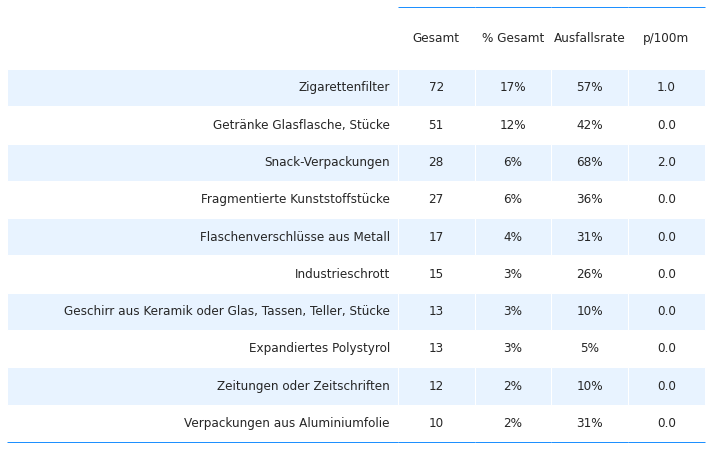 Gesamt % Gesamt Ausfallsrate p/100m
Zigarettenfilter 72 17% 57% 1.0
Getränke Glasflasche, Stücke 51 12% 42% 0.0
Snack-Verpackungen 28 6% 68% 2.0
Fragmentierte Kunststoffstücke 27 6% 36% 0.0
Flaschenverschlüsse aus Metall 17 4% 31% 0.0
Industrieschrott 15 3% 26% 0.0
Geschirr aus Keramik oder Glas, Tassen, Teller, Stücke 13 3% 10% 0.0
Expandiertes Polystyrol 13 3% 5% 0.0
Zeitungen oder Zeitschriften 12 2% 10% 0.0
Verpackungen aus Aluminiumfolie 10 2% 31% 0.0